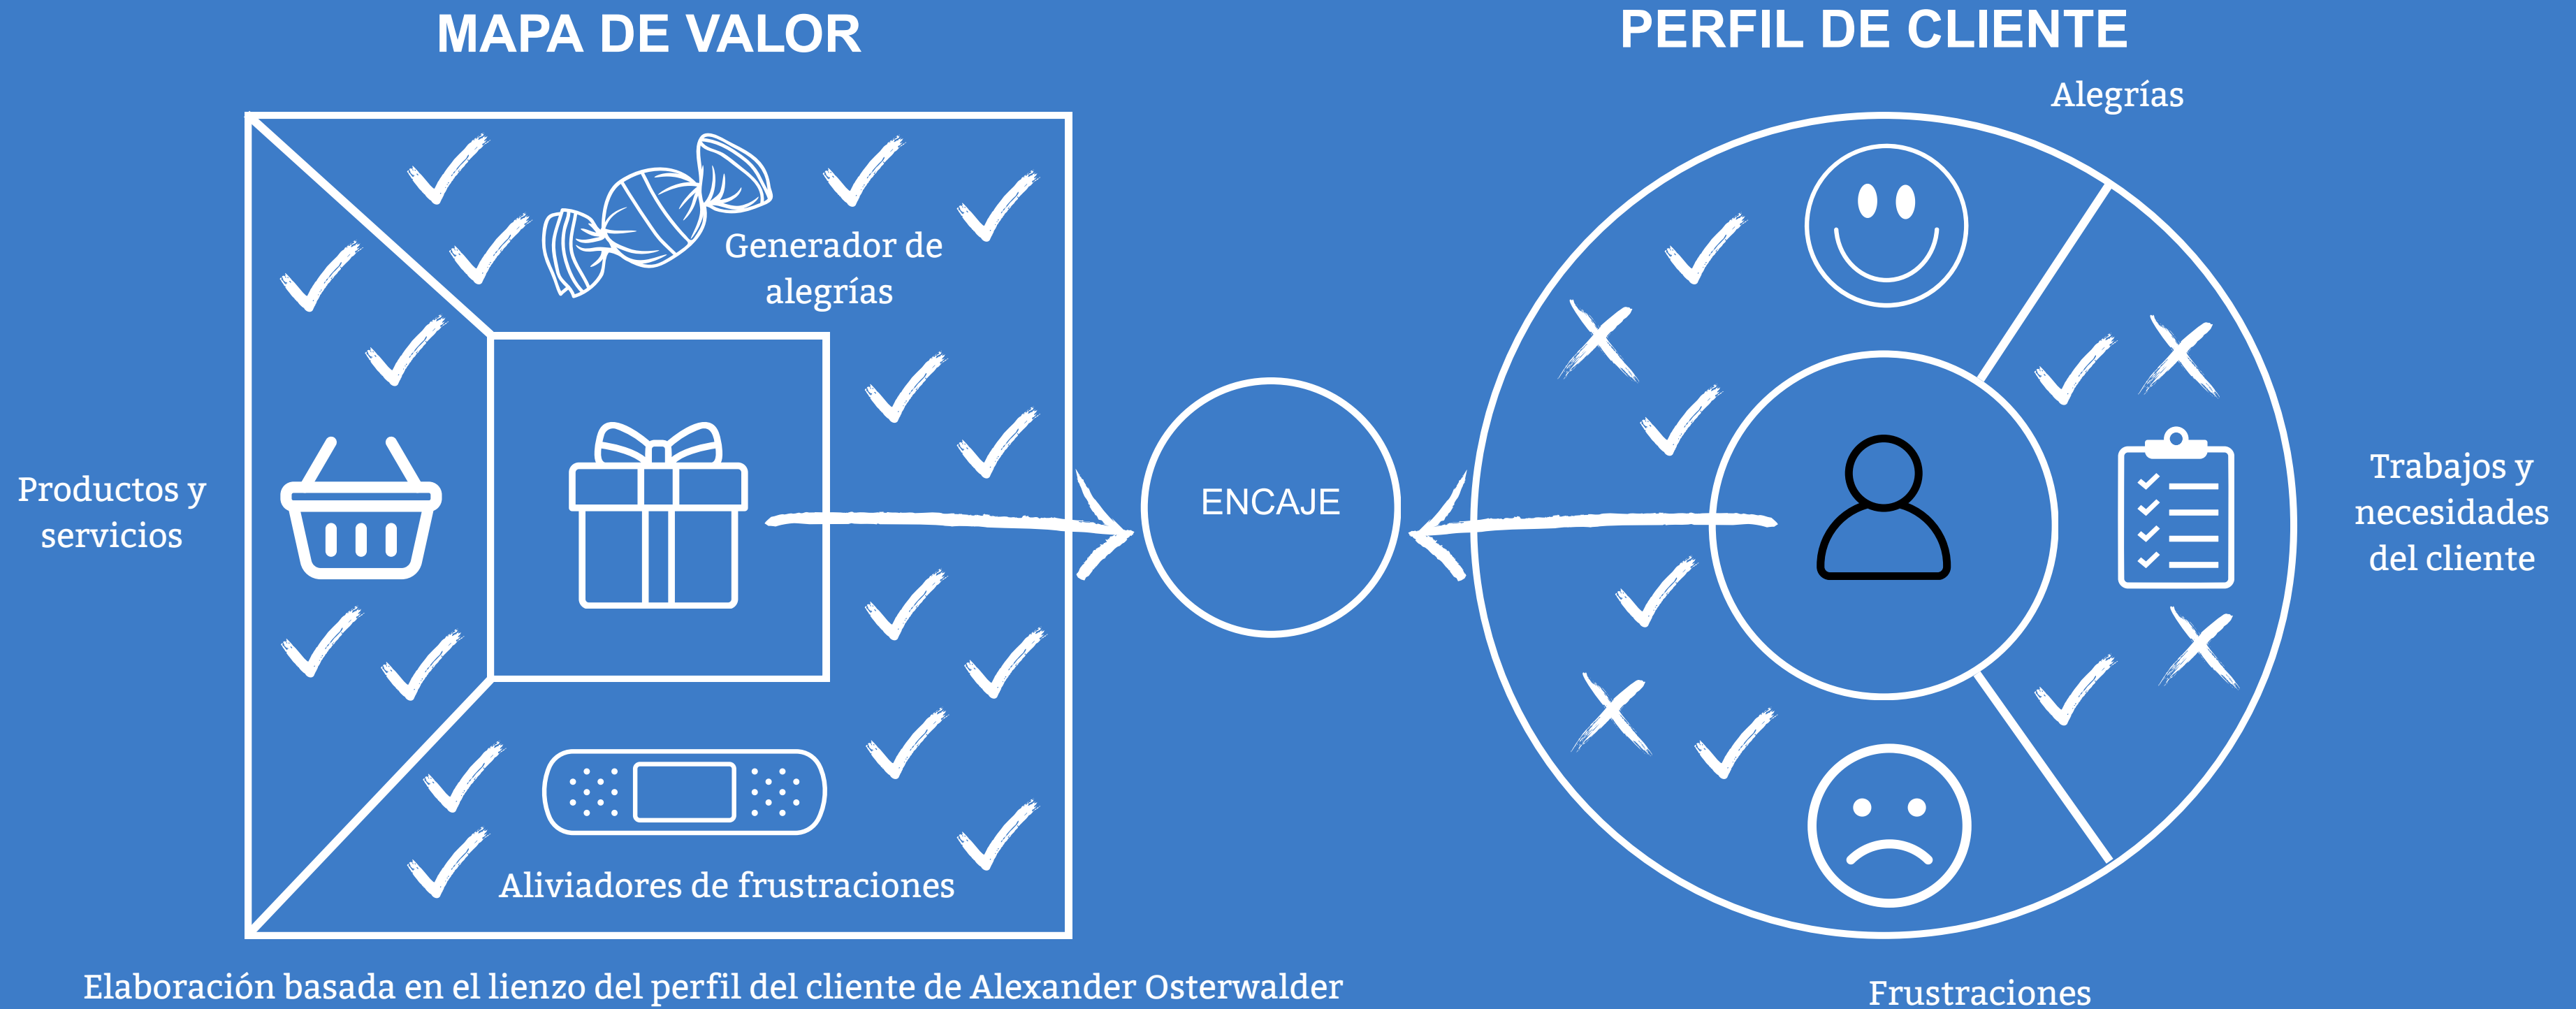 MAPA DE VALOR
PERFIL DE CLIENTE
Alegrías
Generador de
alegrías
Productos y
servicios
ENCAJE
Trabajos y
necesidades
del cliente
Aliviadores de frustraciones
Elaboración basada en el lienzo del perfil del cliente de Alexander Osterwalder
Frustraciones